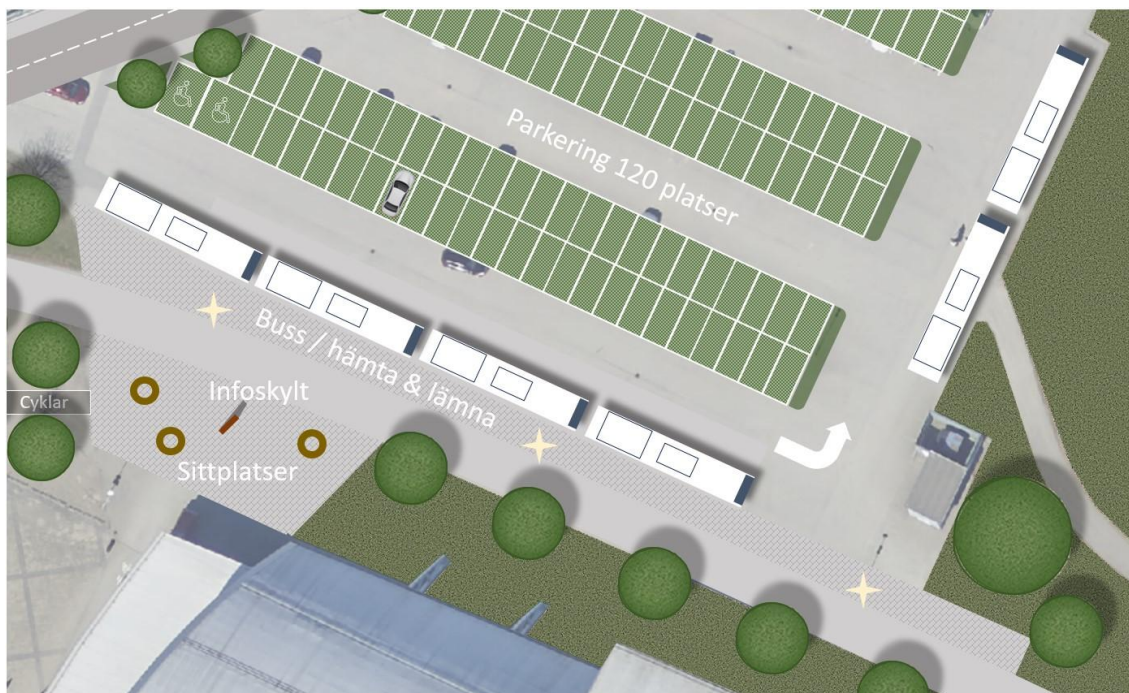 Parkering 120 platser
Buss / hämta & lämna
Infoskylt
Cyklar
Sittplatser